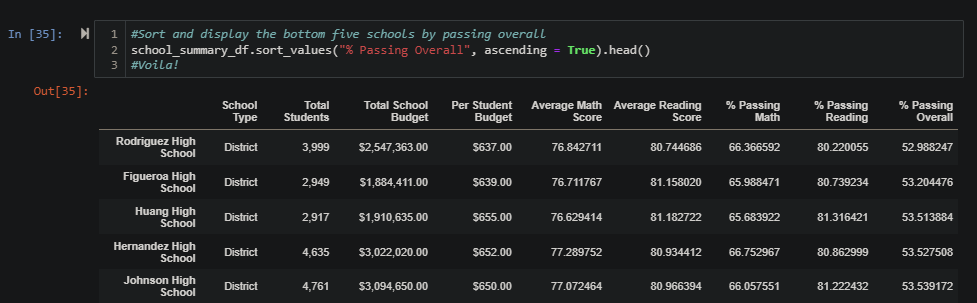 In [35]:
1 #Sort and display the bottom five schools by passing overall
2 school_summary_df.sort_values("% Passing Overall", ascending = True).head()
3 #Voila!
Out[35]:
School Total Total School Per Student Average Math Average Reading % Passing % Passing % Passing
Type Students Budget Budget Score Score Math Reading Overall
Rodriguez High
School District 3,999 $2,547,363.00 $637.00 76.842711 80.744686 66.366592 80.220055 52.988247
Figueroa High
School District 2,949 $1,884,411.00 $639.00 76.711767 81.158020 65.988471 80.739234 53.204476
Huang High
School District 2,917 $1,910,635.00 $655.00 76.629414 81.182722 65.683922 81.316421 53.513884
Hernandez High
School District 4,635 $3,022,020.00 $652.00 77.289752 80.934412 66.752967 80.862999 53.527508
Johnson High
School District 4,761 $3,094,650.00 $650.00 77.072464 80.966394 66.057551 81.222432 53.539172